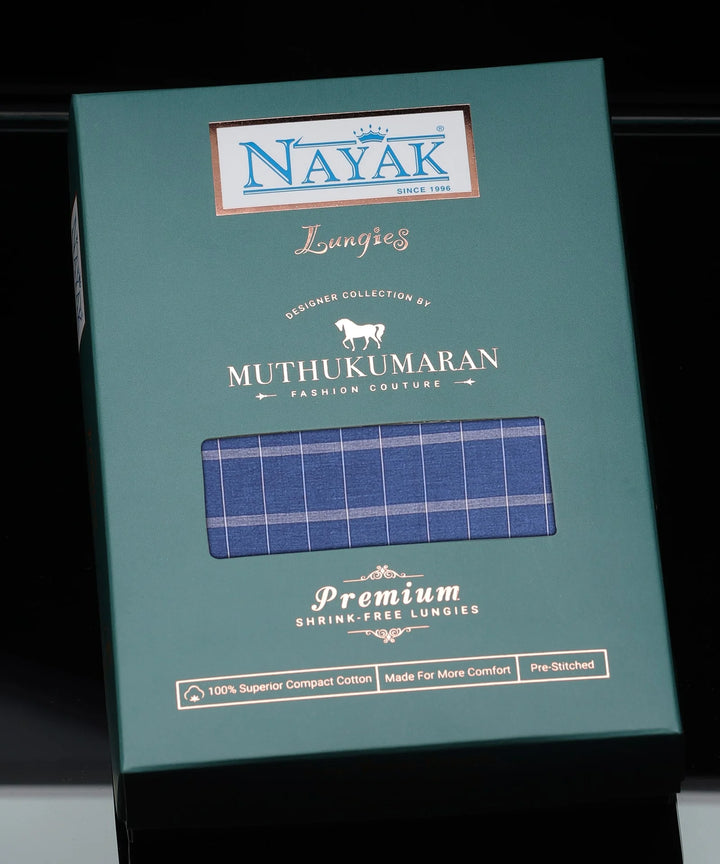 NAYAK®
SINCE 1996
Lungies
DESIGNER COLLECTION BY
MUTHUKUMARAN
FASHION COUTURE
Premium
SHRINK-FREE LUNGIES
100% Superior Compact Cotton
Made For More Comfort
Pre-Stitched